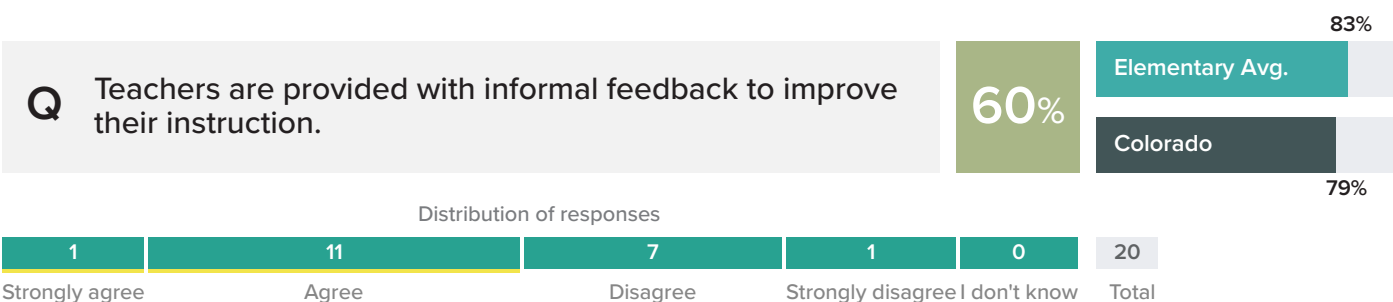 83%
Q Teachers are provided with informal feedback to improve
their instruction.
60%
Elementary Avg.
Colorado
79%
Distribution of responses
1 11 7 1 0 20
Strongly agree Agree Disagree Strongly disagree I don't know Total